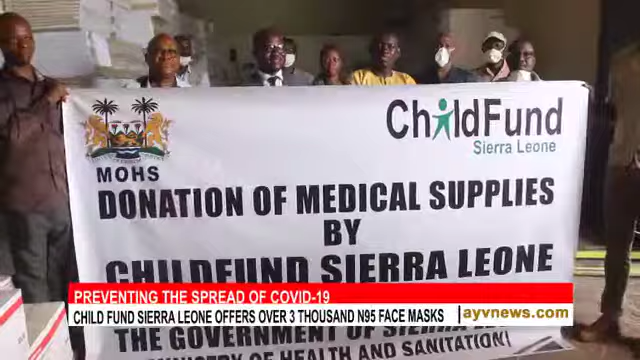 ChildFund
Sierra Leone
MOHS
DONATION OF MEDICAL SUPPLIES
BY
CHILDFUND SIERRA LEONE
PREVENTING THE SPREAD OF COVID-19
CHILD FUND SIERRA LEONE OFFERS OVER 3 THOUSAND N95 FACE MASKS
ayvnews.com
THE GOVERNMENT OF SIERRA
MINISTRY OF HEALTH AND SANITATION)